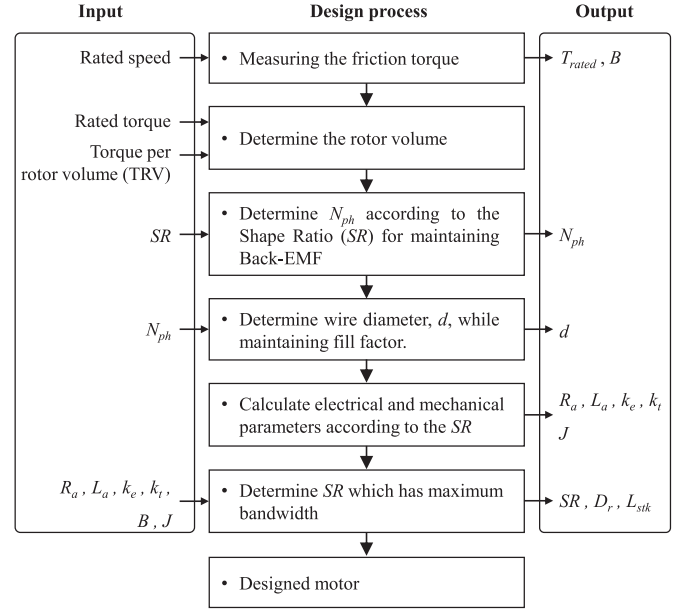 Input
Design process
Output
Rated speed
• Measuring the friction torque
T_rated , B
Rated torque
Torque per
rotor volume (TRV)
• Determine the rotor volume
SR
• Determine N_ph according to the
Shape Ratio (SR) for maintaining
Back-EMF
N_ph
N_ph
• Determine wire diameter, d, while
maintaining fill factor.
d
• Calculate electrical and mechanical
parameters according to the SR
R_a , L_a , k_e , k_t
J
R_a , L_a , k_e , k_t ,
B , J
• Determine SR which has maximum
bandwidth
SR , D_r , L_stk
• Designed motor